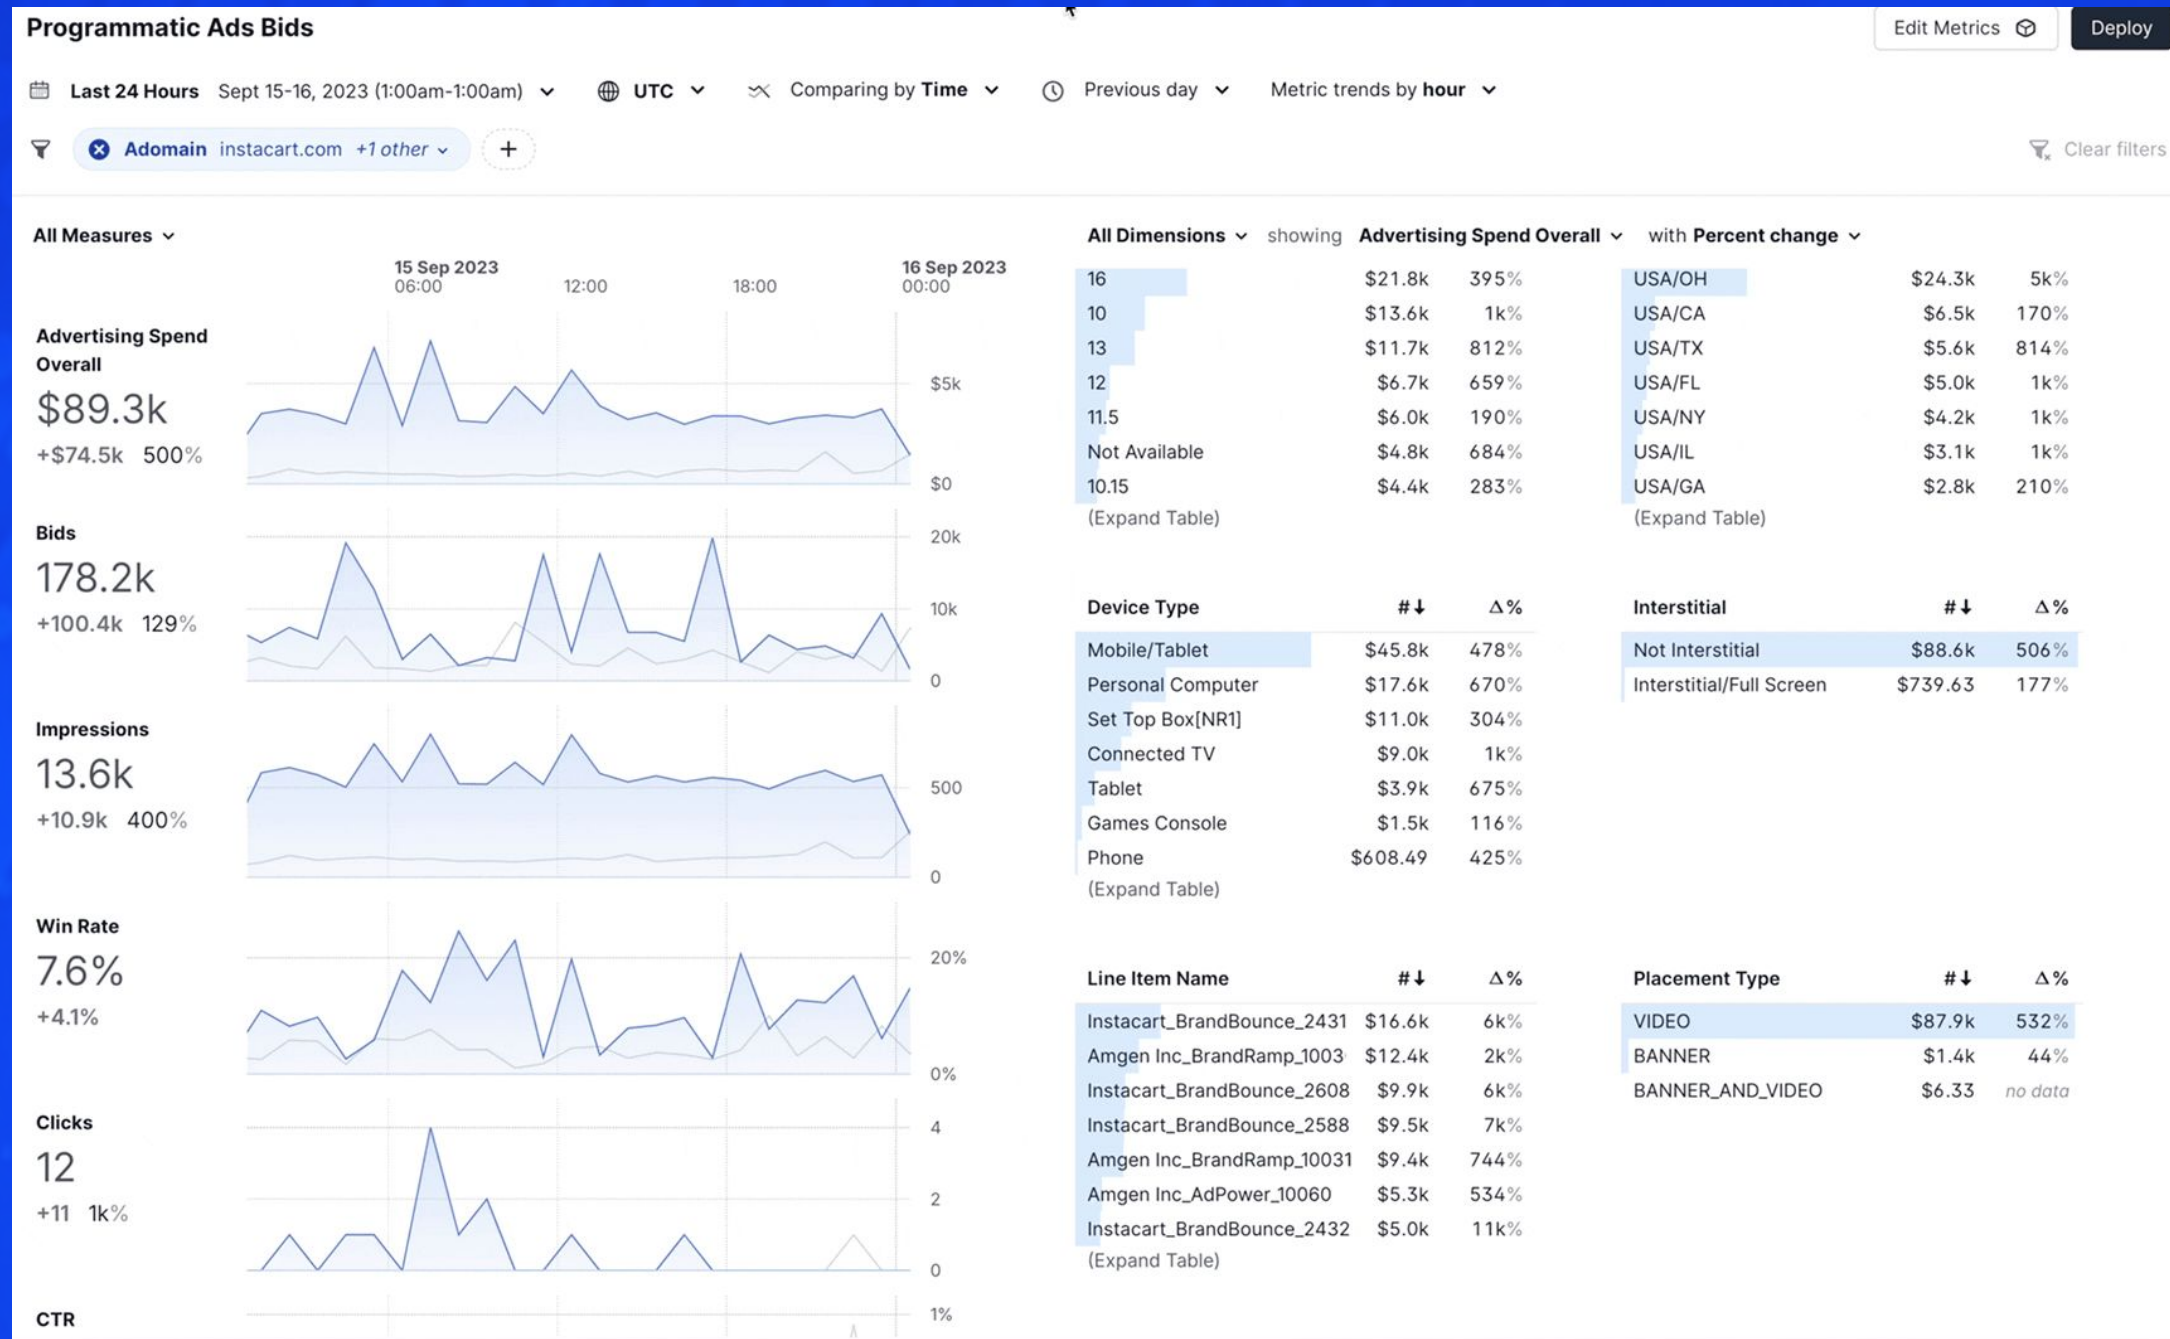 Programmatic Ads Bids
Edit Metrics
Deploy
Last 24 Hours Sept 15-16, 2023 (1:00am-1:00am) UTC Comparing by Time Previous day Metric trends by hour
Adomain instacart.com +1 other +
Clear filters
All Measures
15 Sep 2023 16 Sep 2023
06:00 12:00 18:00 00:00
Advertising Spend
Overall
$89.3k
+$74.5k 500%
$5k
$0
Bids
178.2k
+100.4k 129%
20k
10k
0
Impressions
13.6k
+10.9k 400%
500
0
Win Rate
7.6%
+4.1%
20%
0%
Clicks
12
+11 1k%
4
2
0
CTR
1%
All Dimensions showing Advertising Spend Overall with Percent change
16 $21.8k 395%
10 $13.6k 1k%
13 $11.7k 812%
12 $6.7k 659%
11.5 $6.0k 190%
Not Available $4.8k 684%
10.15 $4.4k 283%
(Expand Table)
USA/OH $24.3k 5k%
USA/CA $6.5k 170%
USA/TX $5.6k 814%
USA/FL $5.0k 1k%
USA/NY $4.2k 1k%
USA/IL $3.1k 1k%
USA/GA $2.8k 210%
(Expand Table)
Device Type # Δ%
Mobile/Tablet $45.8k 478%
Personal Computer $17.6k 670%
Set Top Box[NR1] $11.0k 304%
Connected TV $9.0k 1k%
Tablet $3.9k 675%
Games Console $1.5k 116%
Phone $608.49 425%
(Expand Table)
Interstitial # Δ%
Not Interstitial $88.6k 506%
Interstitial/Full Screen $739.63 177%
Line Item Name # Δ%
Instacart_BrandBounce_2431 $16.6k 6k%
Amgen Inc_BrandRamp_1003 $12.4k 2k%
Instacart_BrandBounce_2608 $9.9k 6k%
Instacart_BrandBounce_2588 $9.5k 7k%
Amgen Inc_BrandRamp_10031 $9.4k 744%
Amgen Inc_AdPower_10060 $5.3k 534%
Instacart_BrandBounce_2432 $5.0k 11k%
(Expand Table)
Placement Type # Δ%
VIDEO $87.9k 532%
BANNER $1.4k 44%
BANNER_AND_VIDEO $6.33 no data